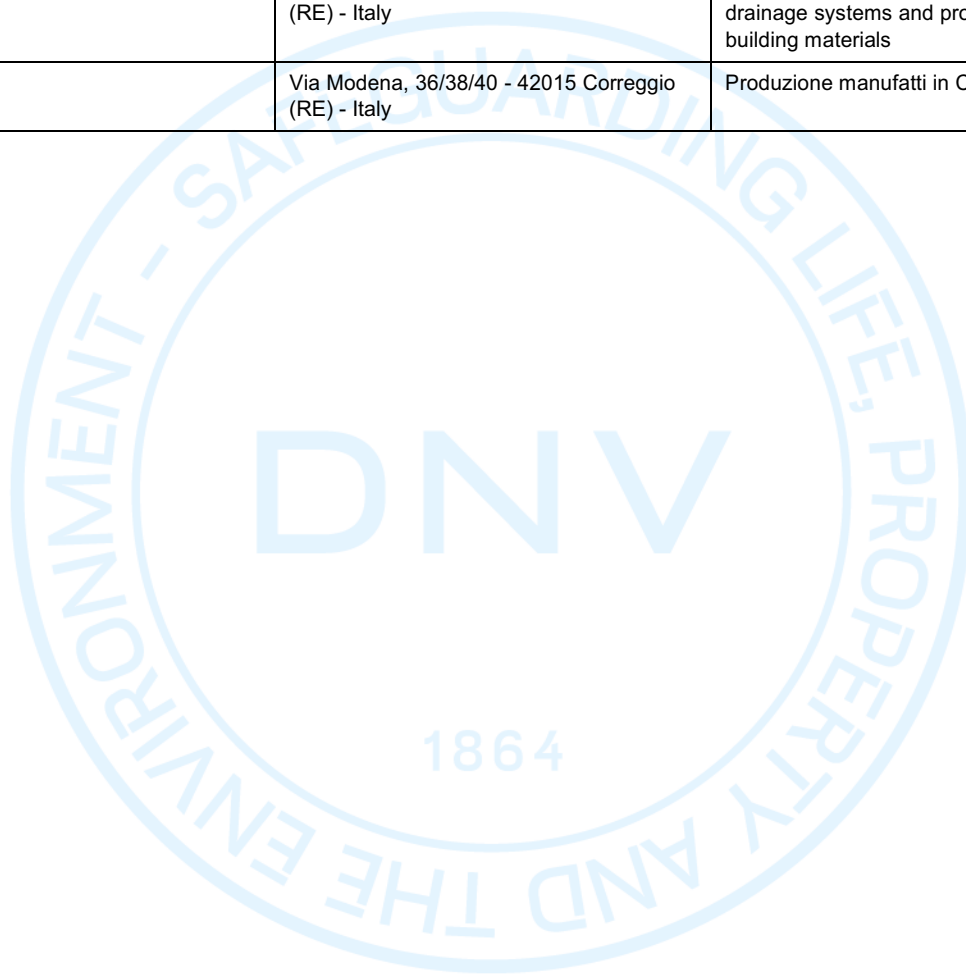 (RE) - Italy
drainage systems and
building materials
Via Modena, 36/38/40 - 42015 Correggio
(RE) - Italy
Produzione manufatti in
SAFEGUARDING LIFE, PROPERTY AND THE ENVIRONMENT -
DNV
1864